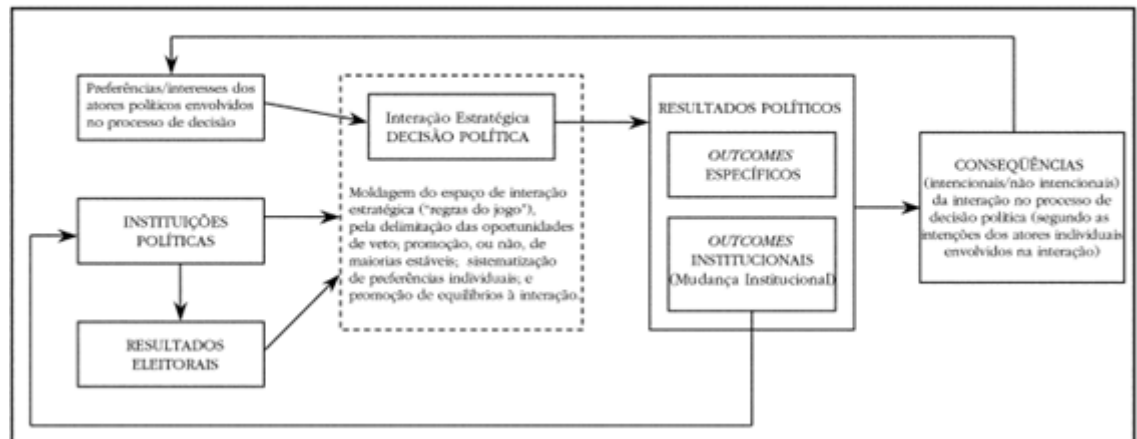 Preferências/interesses dos
atores políticos envolvidos
no processo de decisão
INSTITUIÇÕES
POLÍTICAS
RESULTADOS
ELEITORAIS
Interação Estratégica
DECISÃO POLÍTICA
Moldagem do espaço de interação
estratégica (“regras do jogo”),
pela delimitação das oportunidades
de veto; promoção, ou não, de
maiorias estáveis; sistematização
de preferências individuais; e
promoção de equilíbrios à interação.
RESULTADOS POLÍTICOS
OUTCOMES
ESPECÍFICOS
OUTCOMES
INSTITUCIONAIS
(Mudança Institucional)
CONSEQÜÊNCIAS
(intencionais/não intencionais)
da interação no processo de
decisão política (segundo as
intenções dos atores individuais
envolvidos na interação)